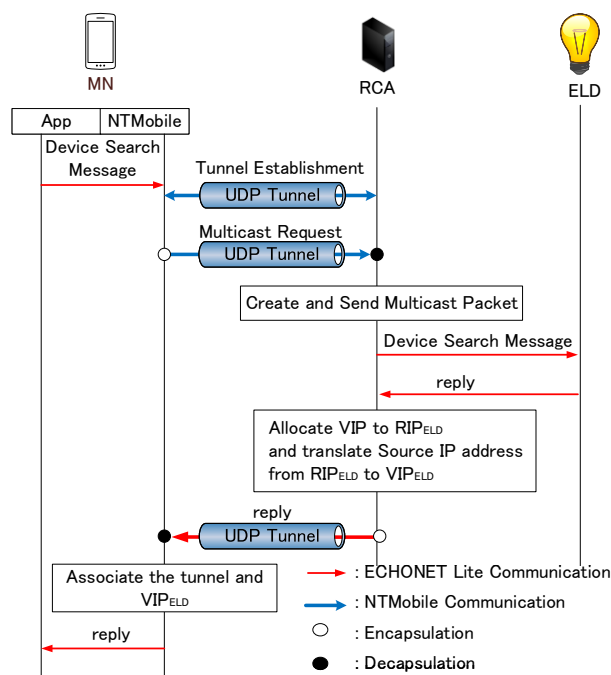 MN
RCA
ELD
App
NTMobile
Device Search
Message
Tunnel Establishment
UDP Tunnel
Multicast Request
UDP Tunnel
Create and Send Multicast Packet
Device Search Message
reply
Allocate VIP to RIPELD
and translate Source IP address
from RIPELD to VIPELD
reply
UDP Tunnel
Associate the tunnel and
VIPELD
reply
: ECHONET Lite Communication
: NTMobile Communication
: Encapsulation
: Decapsulation